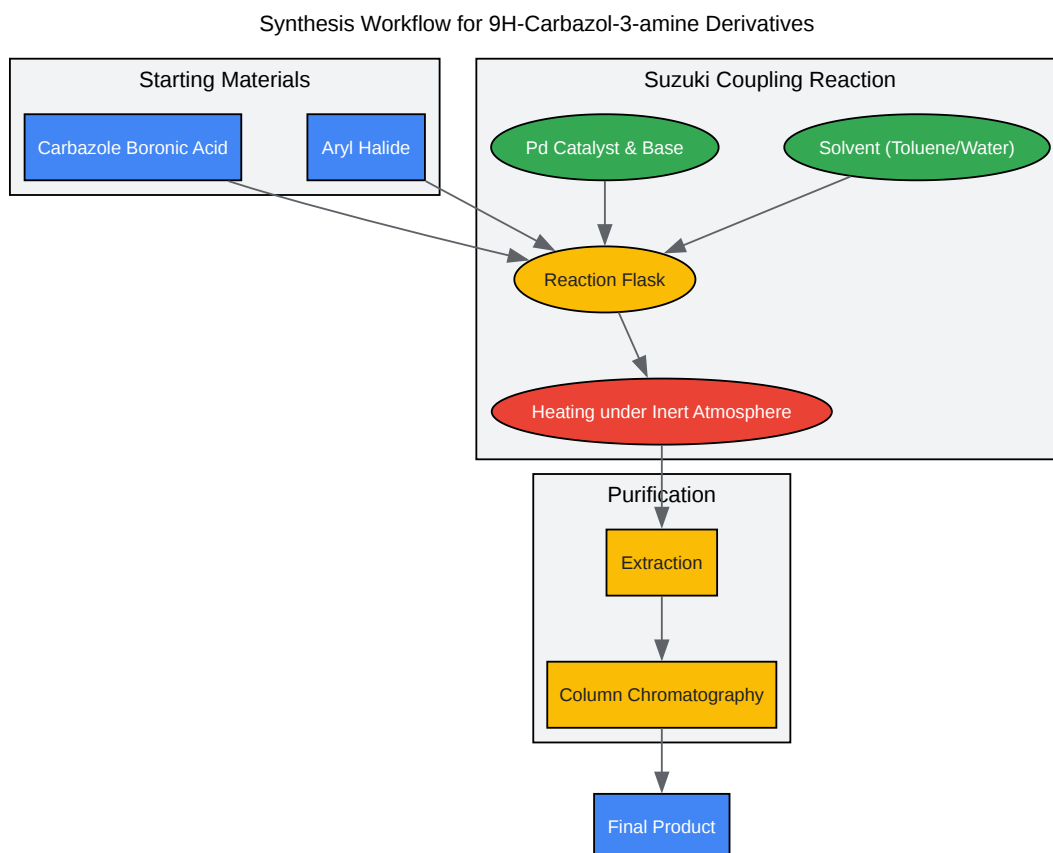 Synthesis Workflow for 9H-Carbazol-3-amine Derivatives
Starting Materials
Suzuki Coupling Reaction
Carbazole Boronic Acid
Aryl Halide
Pd Catalyst & Base
Solvent (Toluene/Water)
Reaction Flask
Heating under Inert Atmosphere
Purification
Extraction
Column Chromatography
Final Product